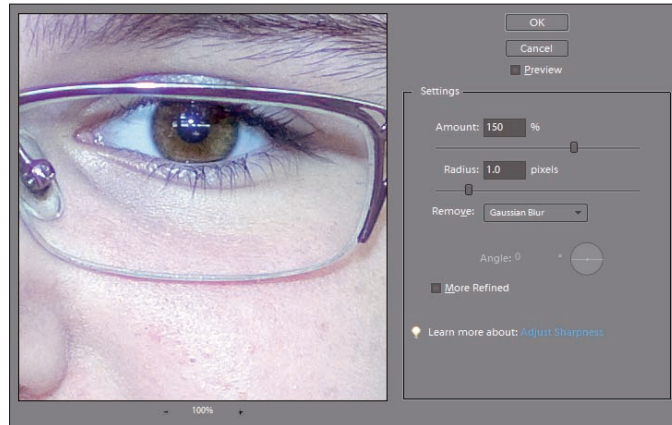 OK
Cancel
Preview
Settings
Amount: 150 %
Radius: 1.0 pixels
Remove: Gaussian Blur
Angle: 0 °
More Refined
Learn more about: Adjust Sharpness
- 100% +